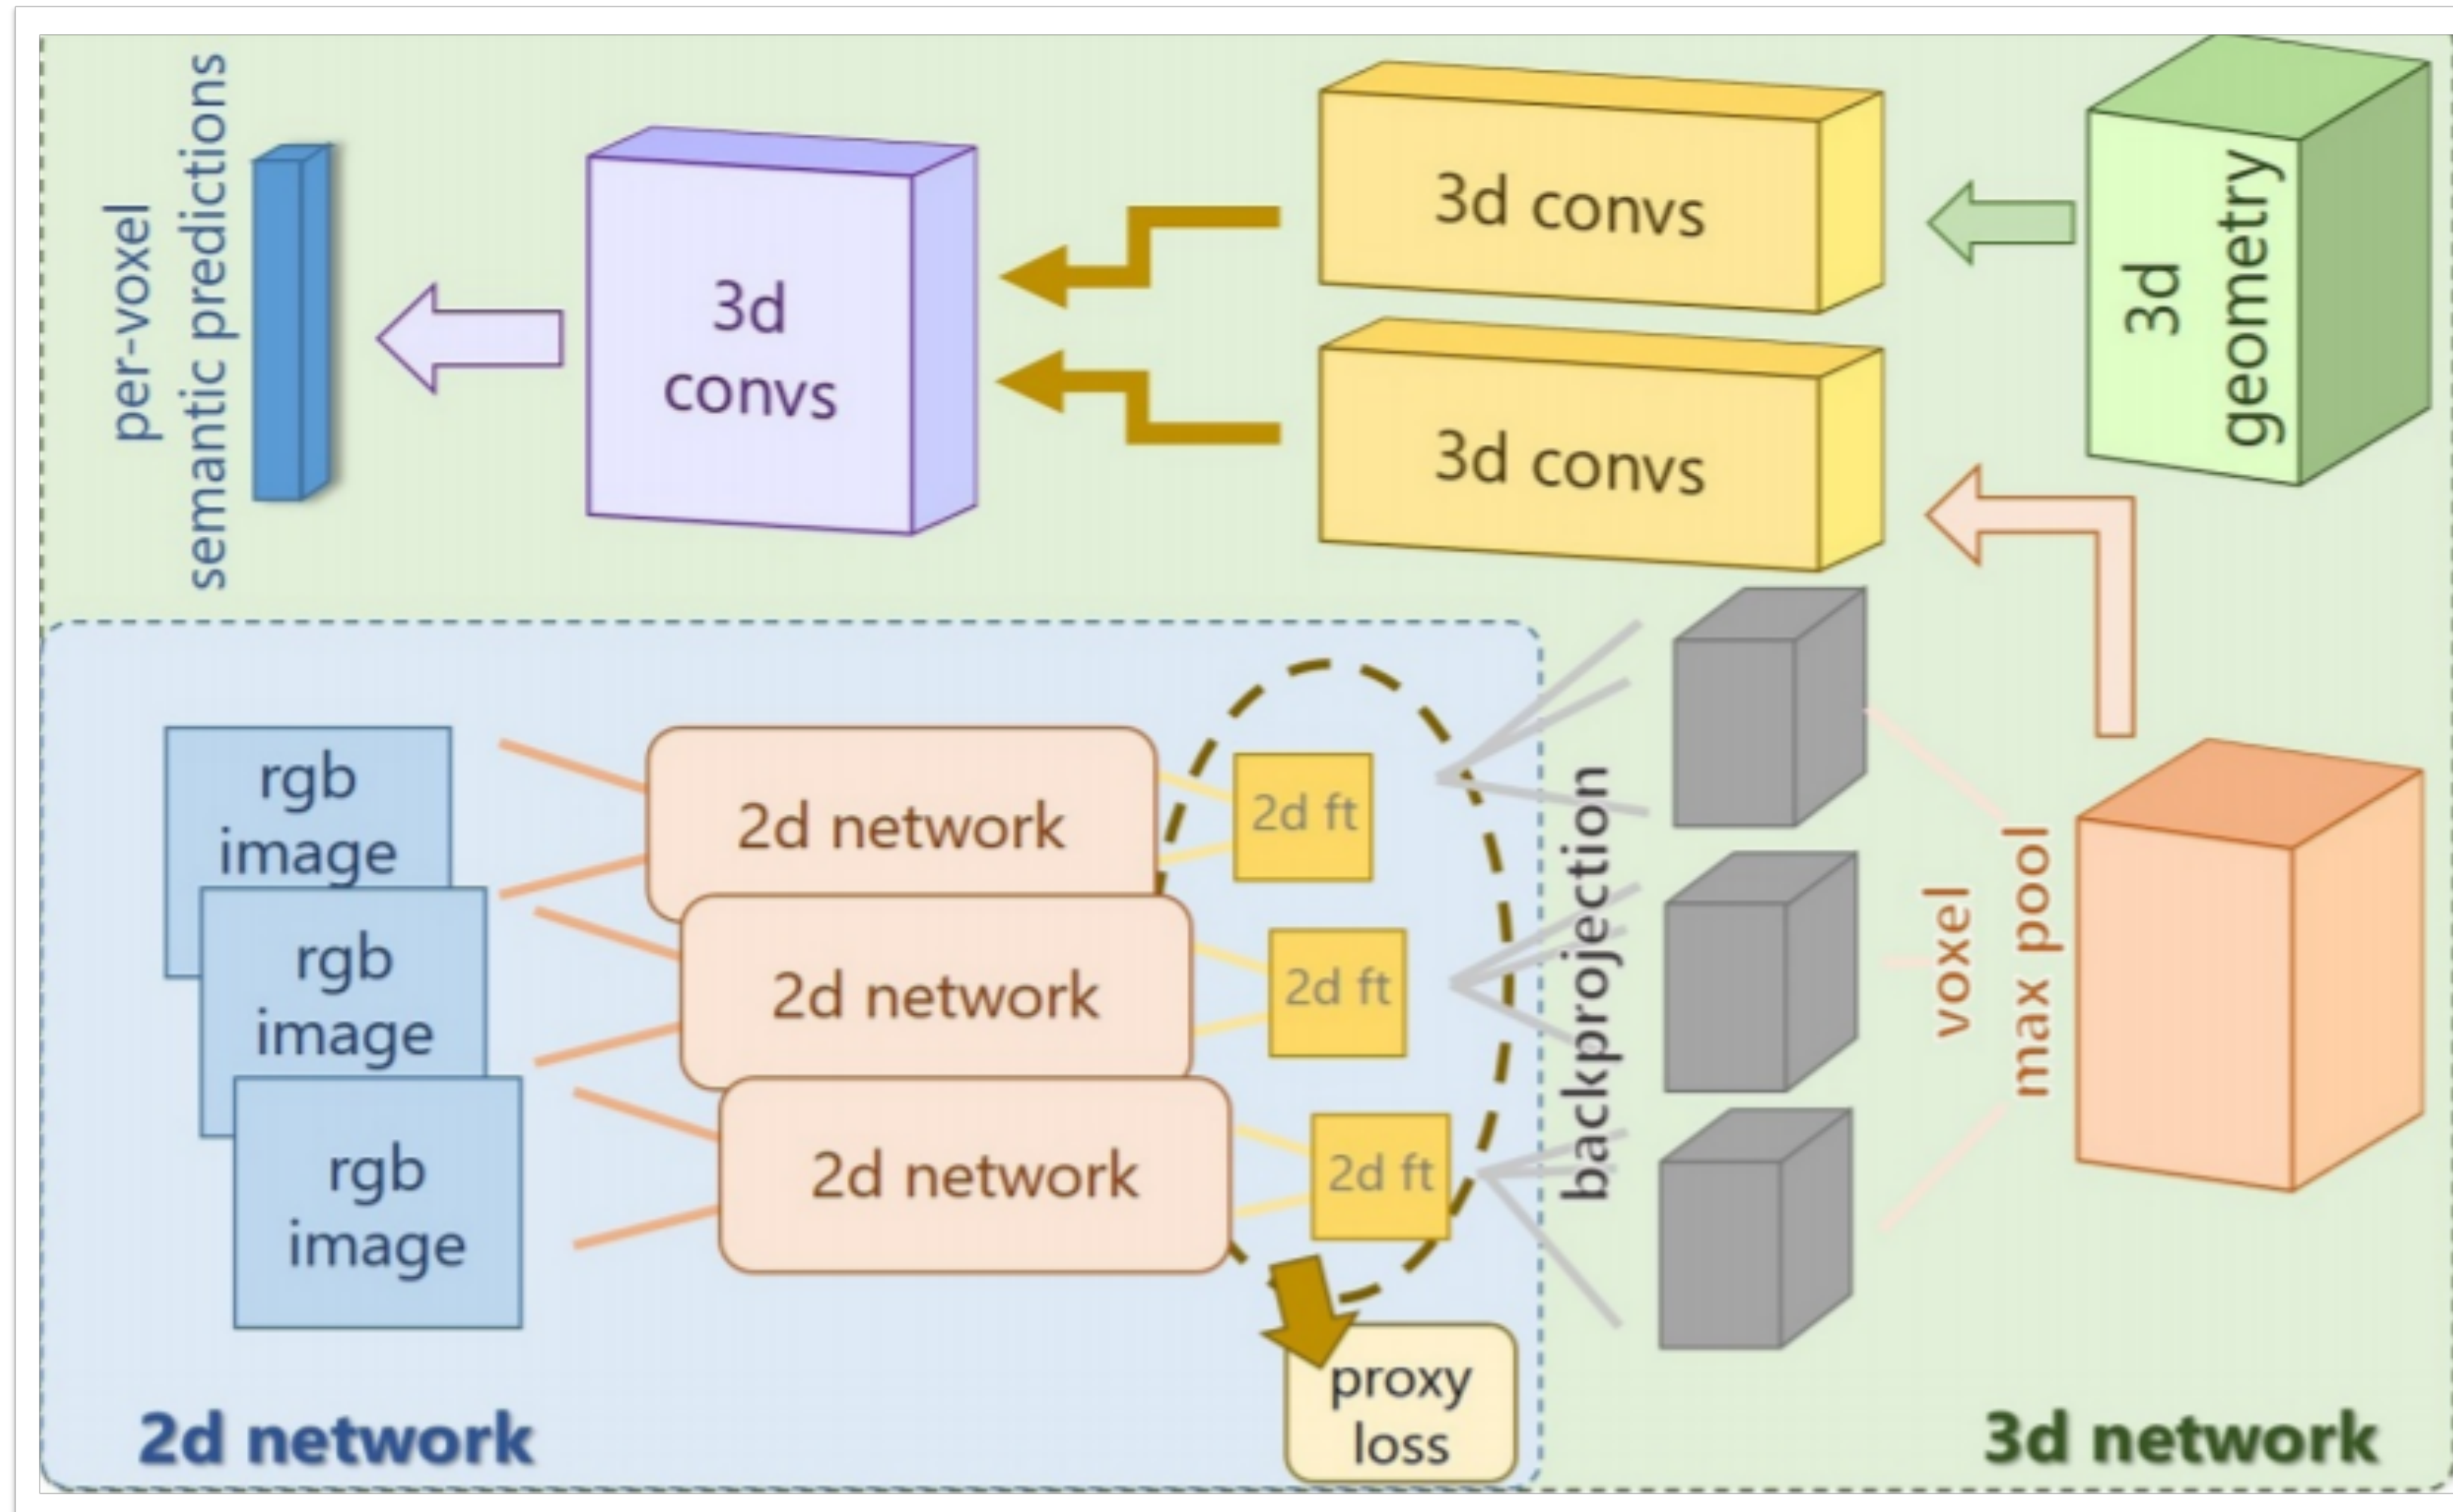 per-voxel
semantic predictions
3d
convs
3d convs
3d convs
3d
geometry
rgb
image
rgb
image
rgb
image
2d network
2d network
2d network
2d ft
2d ft
2d ft
backprojection
voxel
max pool
proxy
loss
2d network
3d network